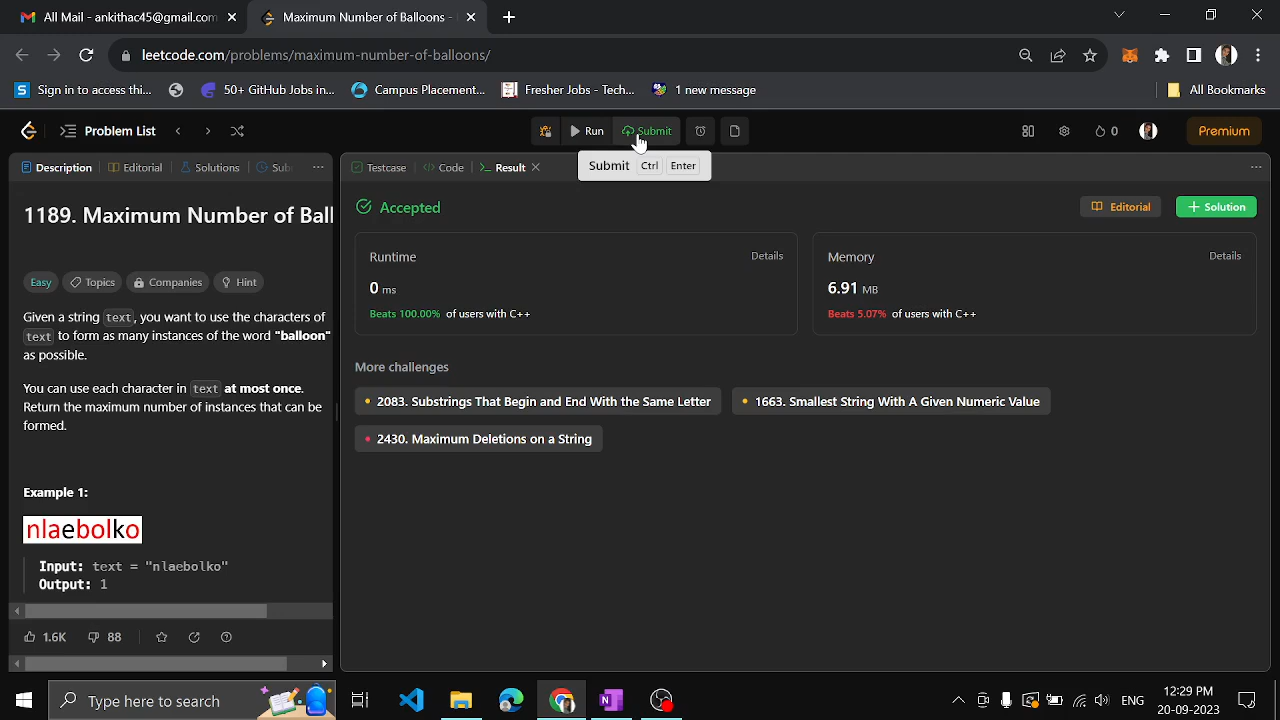 All Mail - ankithac45@gmail.com
Maximum Number of Balloons -
leetcode.com/problems/maximum-number-of-balloons/
Sign in to access thi...
50+ GitHub Jobs in...
Campus Placement...
Fresher Jobs - Tech...
1 new message
All Bookmarks
Problem List
Run
Submit
0
Premium
Submit Ctrl Enter
Description
Editorial
Solutions
Sub
Testcase
Code
Result
1189. Maximum Number of Ball
Easy
Topics
Companies
Hint
Given a string text, you want to use the characters of
text to form as many instances of the word "balloon"
as possible.
You can use each character in text at most once.
Return the maximum number of instances that can be
formed.
Example 1:
nlaebolko
Input: text = "nlaebolko"
Output: 1
1.6K
88
Accepted
Editorial
Solution
Runtime
Details
0 ms
Beats 100.00% of users with C++
Memory
Details
6.91 MB
Beats 5.07% of users with C++
More challenges
2083. Substrings That Begin and End With the Same Letter
1663. Smallest String With A Given Numeric Value
2430. Maximum Deletions on a String
Type here to search
ENG
12:29 PM
20-09-2023